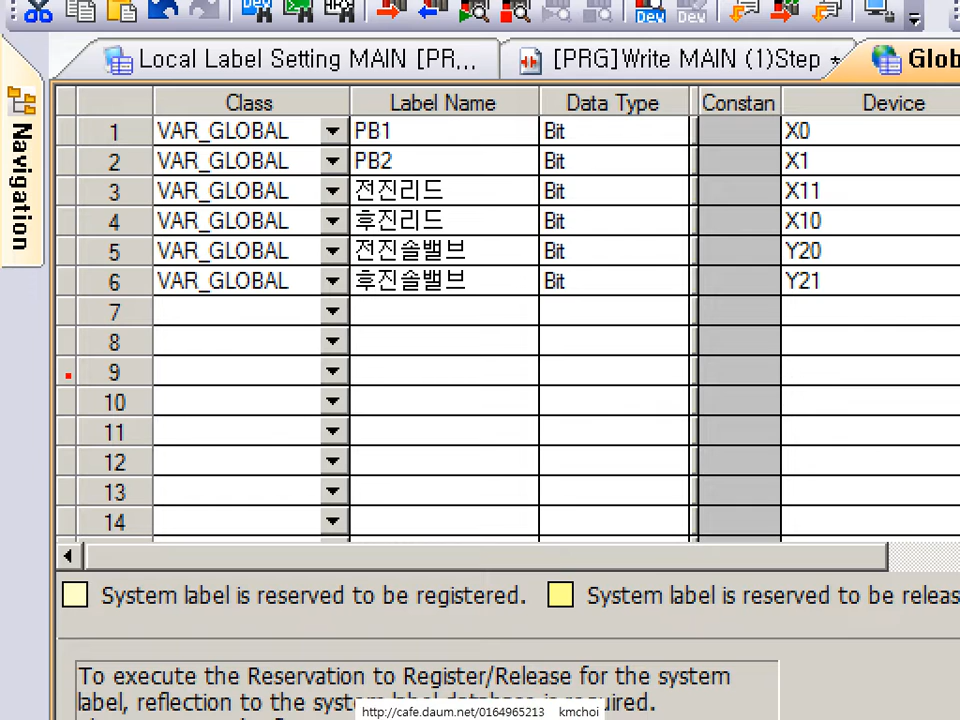 Local Label Setting MAIN [PR... [PRG]Write MAIN (1)Step * Glob
Navigation
Class Label Name Data Type Constan Device
1 VAR_GLOBAL PB1 Bit X0
2 VAR_GLOBAL PB2 Bit X1
3 VAR_GLOBAL 전진리드 Bit X11
4 VAR_GLOBAL 후진리드 Bit X10
5 VAR_GLOBAL 전진솔밸브 Bit Y20
6 VAR_GLOBAL 후진솔밸브 Bit Y21
7
8
9
10
11
12
13
14
System label is reserved to be registered. System label is reserved to be releas
To execute the Reservation to Register/Release for the system
label, reflection to the system label database is required.
http://cafe.daum.net/0164965213 kmchoi